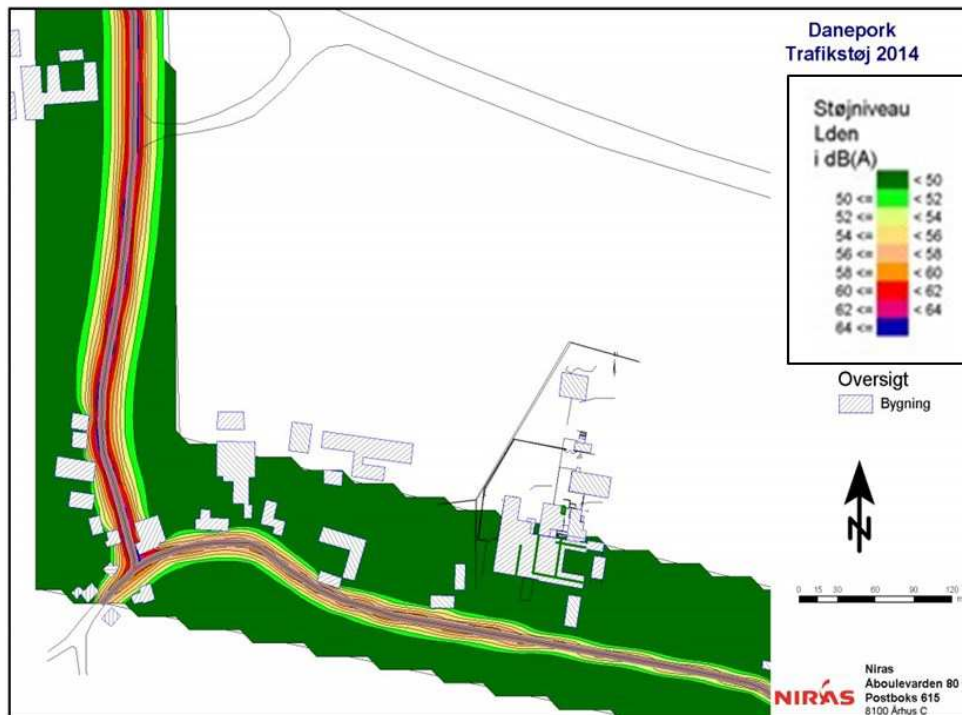 Danepork
Trafikstøj 2014
Støjniveau
Lden
i dB(A)
< 50
50 <= < 52
52 <= < 54
54 <= < 56
56 <= < 58
58 <= < 60
60 <= < 62
62 <= < 64
64 <=
Oversigt
Bygning
N
0 15 30 60 90 120
m
NIRAS
Niras
Åboulevarden 80
Postboks 615
8100 Århus C